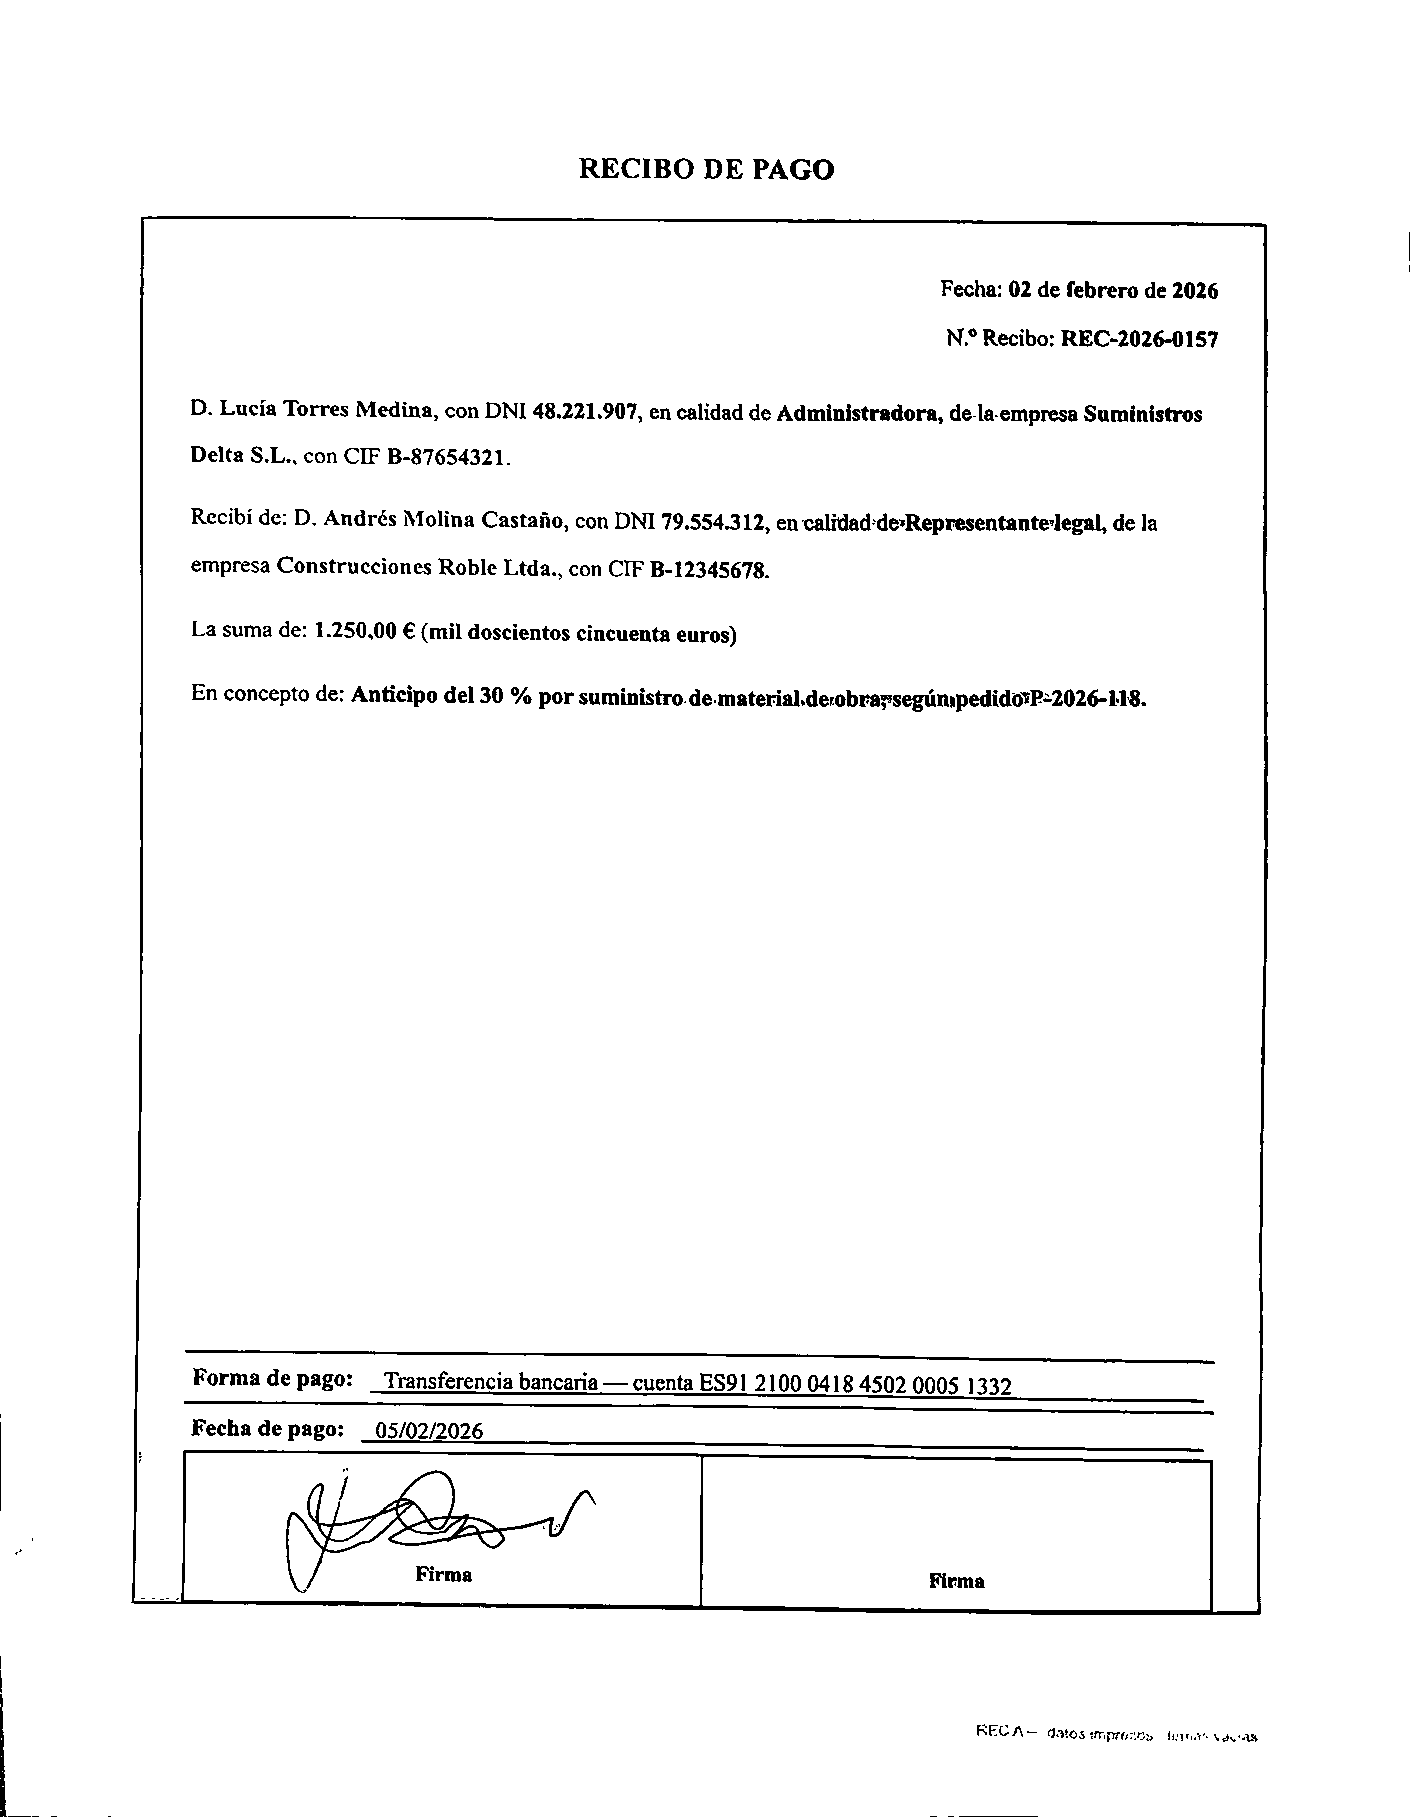 RECIBO DE PAGO
Fecha: 02 de febrero de 2026
N.º Recibo: REC-2026-0157
D. Lucía Torres Medina, con DNI 48.221.907, en calidad de Administradora, de la empresa Suministros
Delta S.L., con CIF B-87654321.
Recibí de: D. Andrés Molina Castaño, con DNI 79.554.312, en calidad de Representante legal, de la
empresa Construcciones Roble Ltda., con CIF B-12345678.
La suma de: 1.250,00 € (mil doscientos cincuenta euros)
En concepto de: Anticipo del 30 % por suministro de material de obra, según pedido P-2026-118.
Forma de pago: Transferencia bancaria — cuenta ES91 2100 0418 4502 0005 1332
Fecha de pago: 05/02/2026
Firma
Firma
REC A — datos impresos